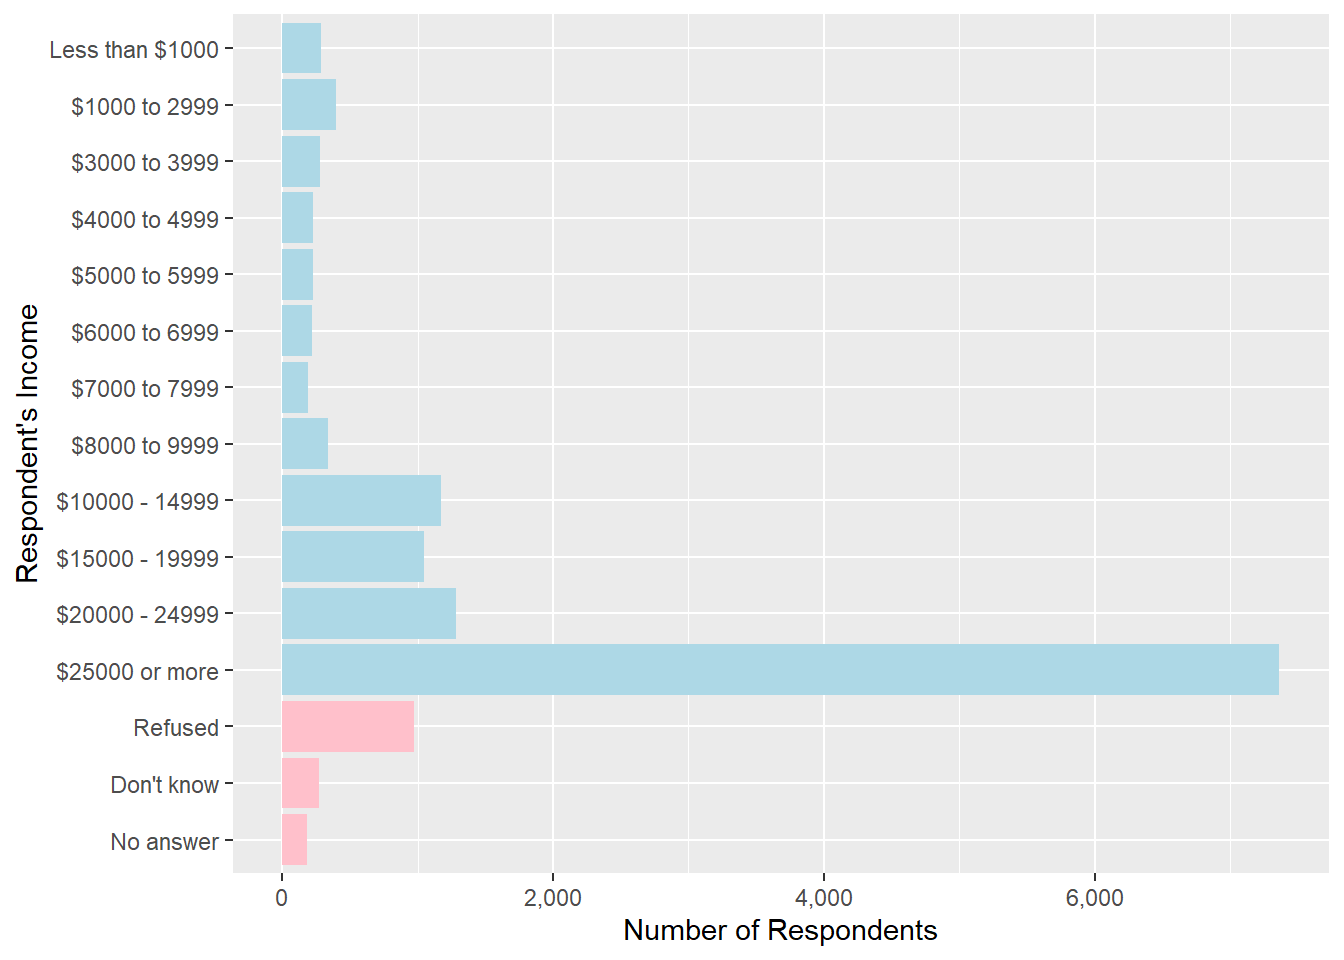 Less than $1000
$1000 to 2999
$3000 to 3999
$4000 to 4999
$5000 to 5999
$6000 to 6999
$7000 to 7999
$8000 to 9999
$10000 - 14999
$15000 - 19999
$20000 - 24999
$25000 or more
Refused
Don't know
No answer
Respondent's Income
0 2,000 4,000 6,000
Number of Respondents